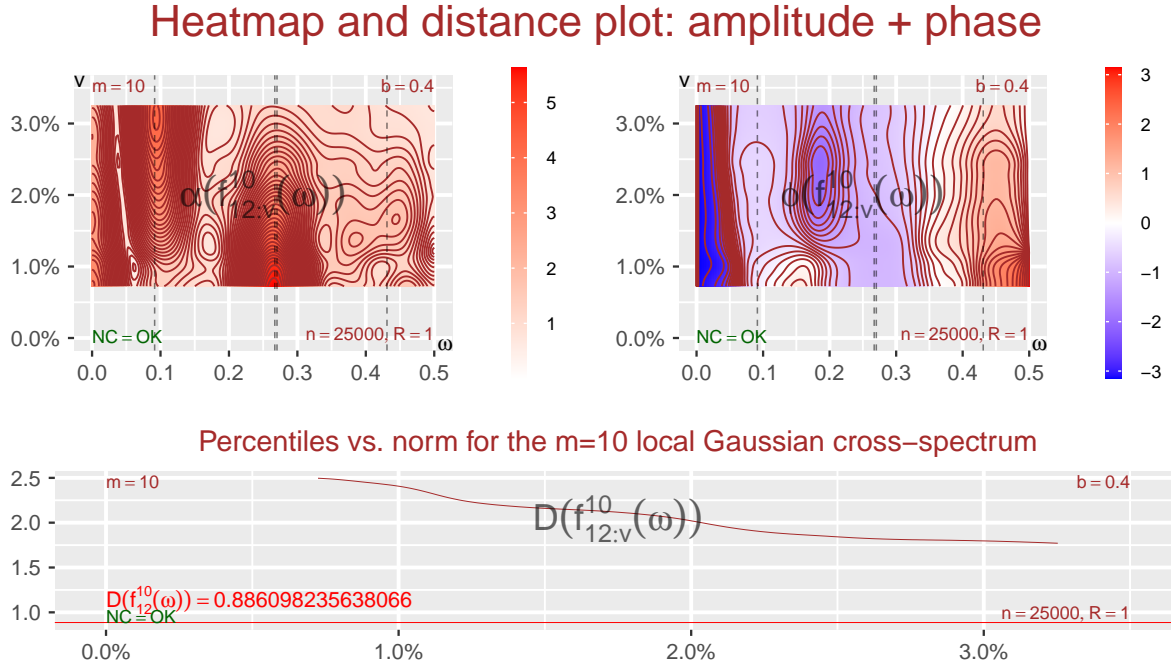 Heatmap and distance plot: amplitude + phase
v
m = 10
b = 0.4
3.0%
2.0%
1.0%
0.0%
α(f¹⁰₁₂:ᵥ(ω))
NC = OK
n = 25000, R = 1
ω
0.0 0.1 0.2 0.3 0.4 0.5
5
4
3
2
1
v
m = 10
b = 0.4
3.0%
2.0%
1.0%
0.0%
ϕ(f¹⁰₁₂:ᵥ(ω))
NC = OK
n = 25000, R = 1
ω
0.0 0.1 0.2 0.3 0.4 0.5
3
2
1
0
−1
−2
−3
Percentiles vs. norm for the m=10 local Gaussian cross−spectrum
2.5
2.0
1.5
1.0
m = 10
b = 0.4
D(f¹⁰₁₂:ᵥ(ω))
D(f¹⁰₁₂(ω)) = 0.886098235638066
NC = OK
n = 25000, R = 1
0.0% 1.0% 2.0% 3.0%